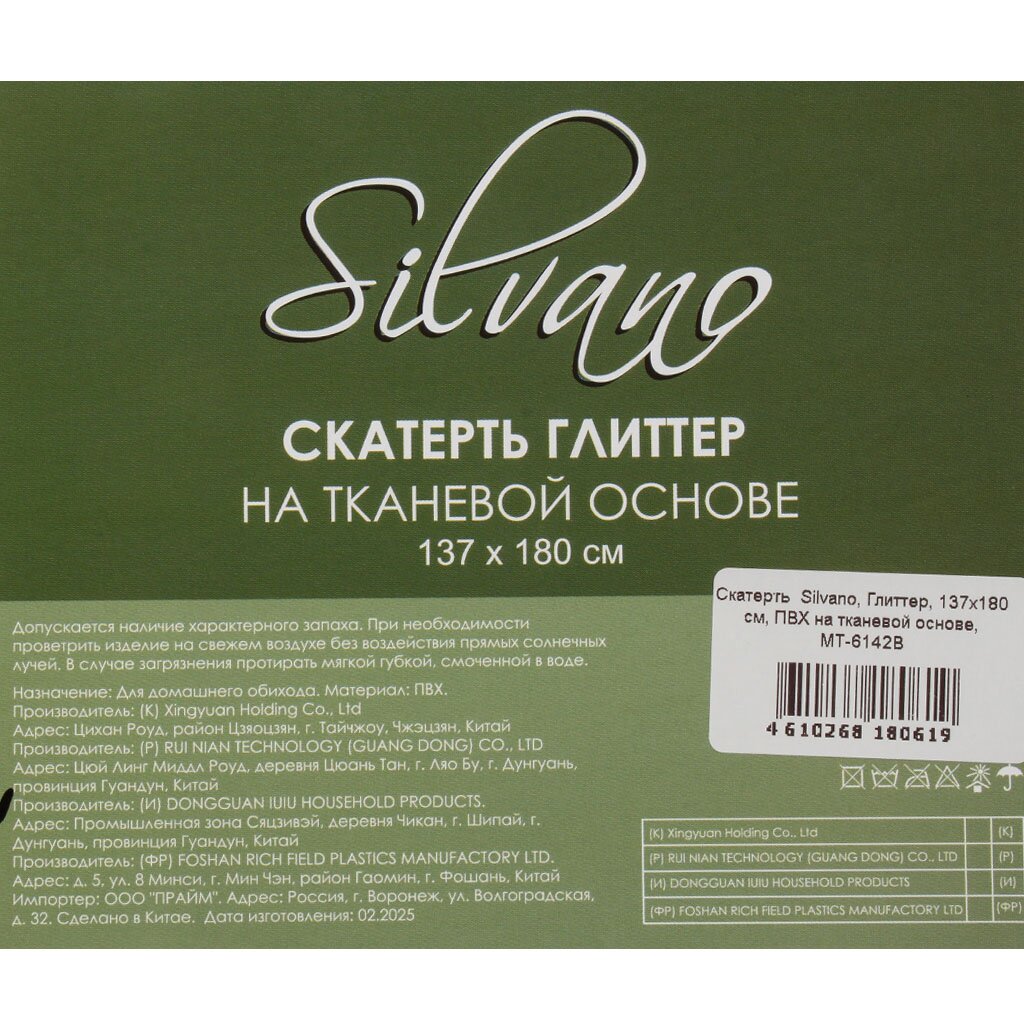 Silvano
СКАТЕРТЬ ГЛИТТЕР
НА ТКАНЕВОЙ ОСНОВЕ
137 х 180 см
Скатерть Silvano, Глиттер, 137х180
см, ПВХ на тканевой основе,
МТ-6142В
4 610268 180619
Допускается наличие характерного запаха. При необходимости
проветрить изделие на свежем воздухе без воздействия прямых солнечных
лучей. В случае загрязнения протирать мягкой губкой, смоченной в воде.
Назначение: Для домашнего обихода. Материал: ПВХ.
Производитель: (К) Xingyuan Holding Co., Ltd
Адрес: Цихан Роуд, район Цзяоцзян, г. Тайчжоу, Чжэцзян, Китай
Производитель: (Р) RUI NIAN TECHNOLOGY (GUANG DONG) CO., LTD
Адрес: Цюй Линг Миддл Роуд, деревня Цюань Тан, г. Ляо Бу, г. Дунгуань,
провинция Гуандун, Китай
Производитель: (И) DONGGUAN IUIU HOUSEHOLD PRODUCTS.
Адрес: Промышленная зона Сяцзивэй, деревня Чикан, г. Шипай, г.
Дунгуань, провинция Гуандун, Китай
Производитель: (ФР) FOSHAN RICH FIELD PLASTICS MANUFACTORY LTD.
Адрес: д. 5, ул. 8 Минси, г. Мин Чэн, район Гаомин, г. Фошань, Китай
Импортер: ООО "ПРАЙМ". Адрес: Россия, г. Воронеж, ул. Волгоградская,
д. 32. Сделано в Китае. Дата изготовления: 02.2025
(К) Xingyuan Holding Co., Ltd (К)
(Р) RUI NIAN TECHNOLOGY (GUANG DONG) CO., LTD (Р)
(И) DONGGUAN IUIU HOUSEHOLD PRODUCTS (И)
(ФР) FOSHAN RICH FIELD PLASTICS MANUFACTORY LTD (ФР)